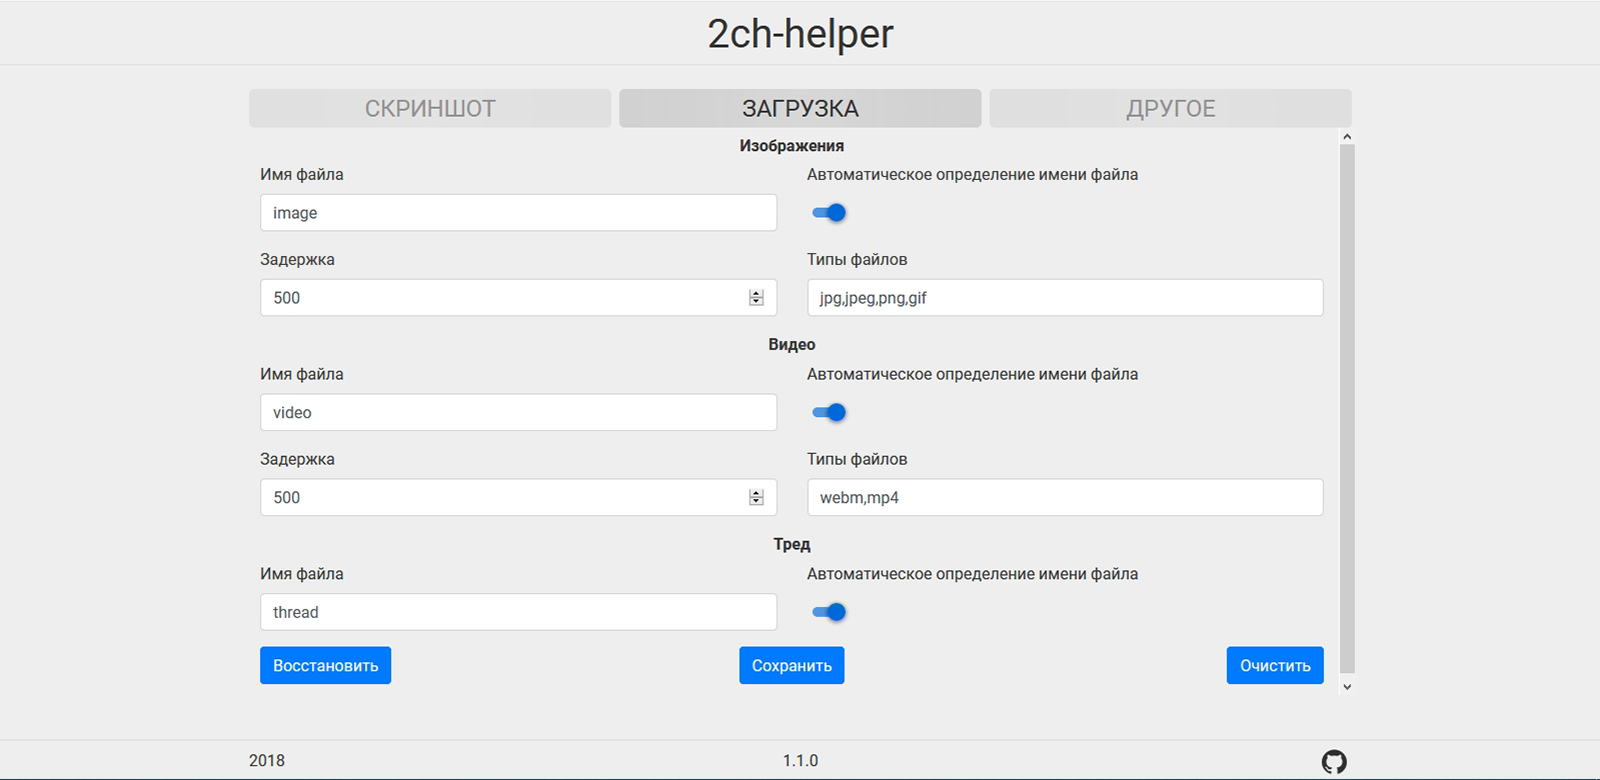 2ch-helper
СКРИНШОТ ЗАГРУЗКА ДРУГОЕ
Изображения
Имя файла Автоматическое определение имени файла
image
Задержка Типы файлов
500 jpg,jpeg,png,gif
Видео
Имя файла Автоматическое определение имени файла
video
Задержка Типы файлов
500 webm,mp4
Тред
Имя файла Автоматическое определение имени файла
thread
Восстановить Сохранить Очистить
2018 1.1.0